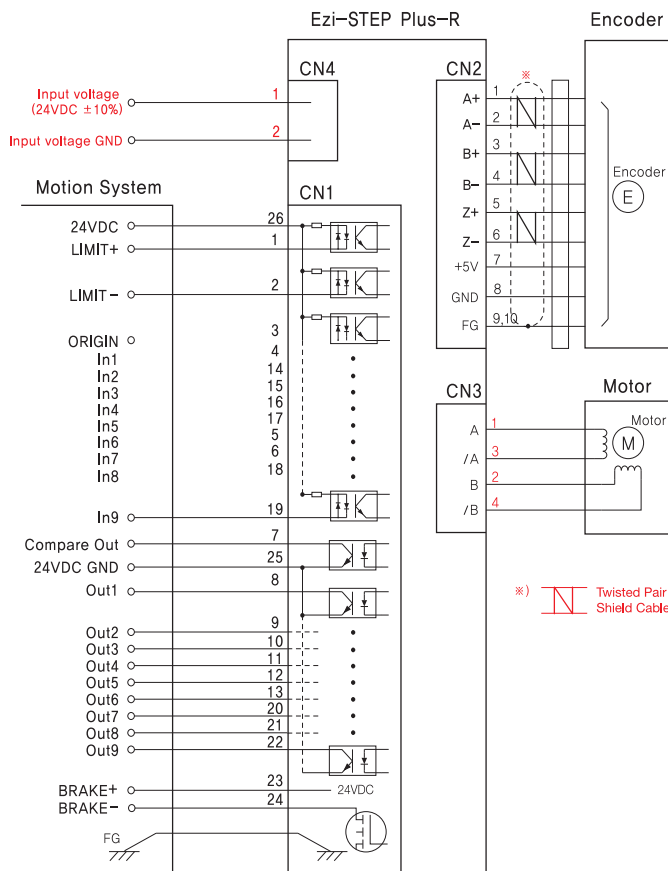 Ezi-STEP Plus-R
Encoder
CN4
Input voltage
(24VDC ±10%)
1
Input voltage GND
2
CN2
※
A+ 1
A- 2
B+ 3
B- 4
Z+ 5
Z- 6
+5V 7
GND 8
FG 9,10
Encoder
E
Motion System
CN1
24VDC 26
LIMIT+ 1
LIMIT- 2
ORIGIN 3
In1 4
In2 14
In3 15
In4 16
In5 17
In6 5
In7 6
In8 18
In9 19
Compare Out 7
24VDC GND 25
Out1 8
Out2 9
Out3 10
Out4 11
Out5 12
Out6 13
Out7 20
Out8 21
Out9 22
BRAKE+ 23 24VDC
BRAKE- 24
FG
CN3
Motor
A 1
/A 3
B 2
/B 4
Motor
M
※) Twisted Pair
Shield Cable